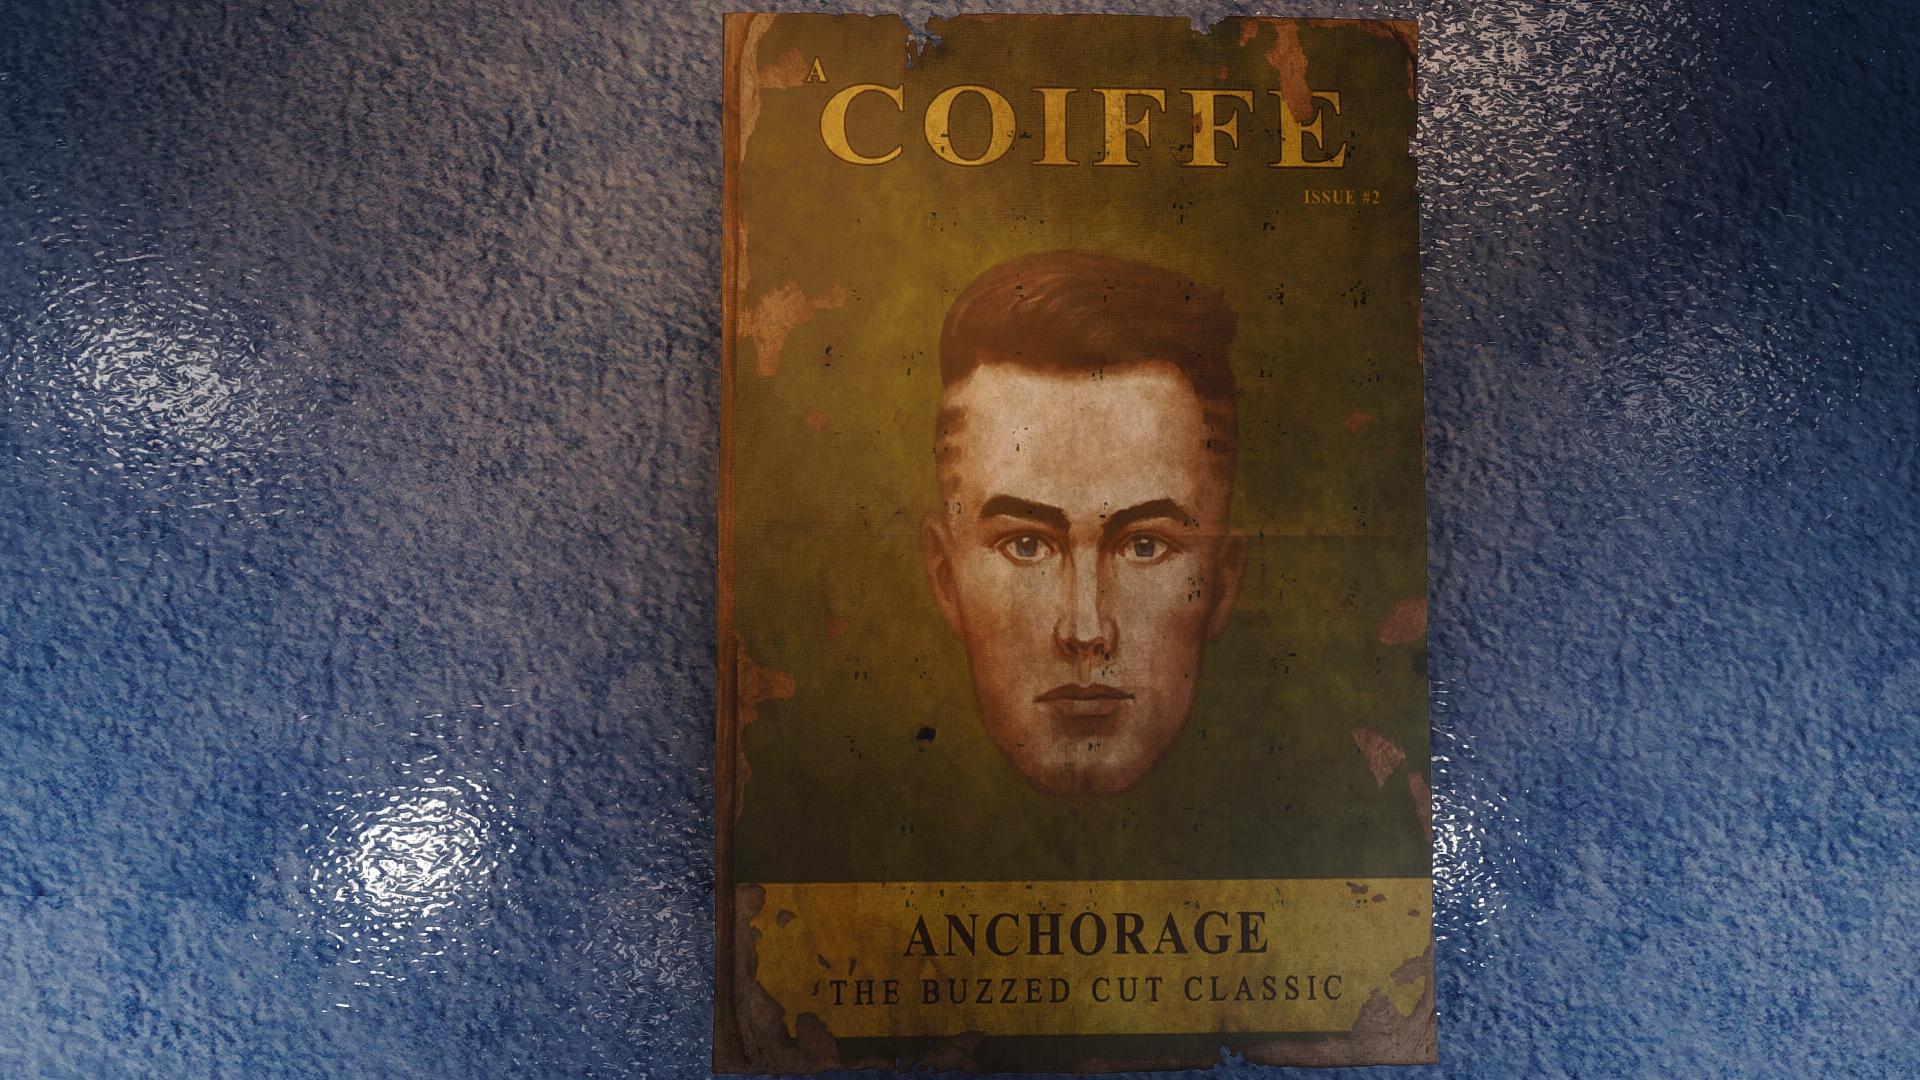 A
COIFFE
ISSUE #2
ANCHORAGE
THE BUZZED CUT CLASSIC